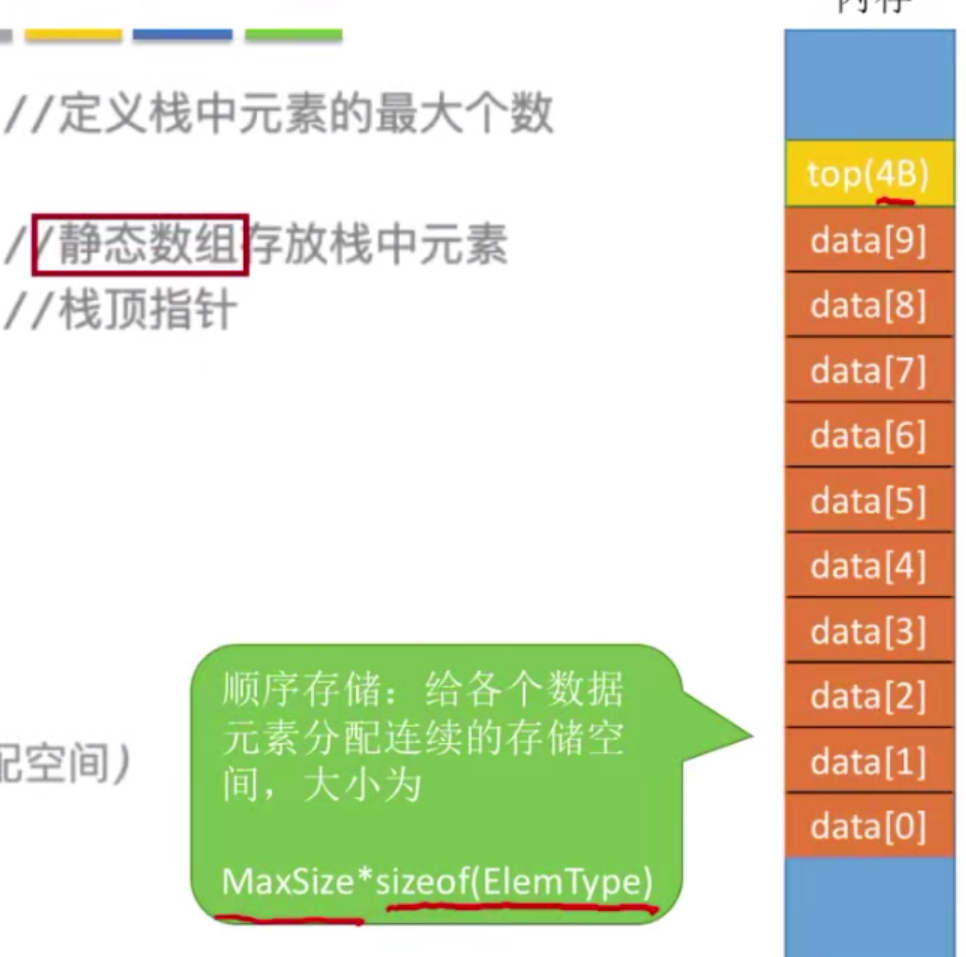 内存
//定义栈中元素的最大个数
top(4B)
//静态数组存放栈中元素
data[9]
//栈顶指针
data[8]
data[7]
data[6]
data[5]
data[4]
data[3]
顺序存储：给各个数据
元素分配连续的存储空
间，大小为
MaxSize*sizeof(ElemType)
data[2]
data[1]
配空间)
data[0]